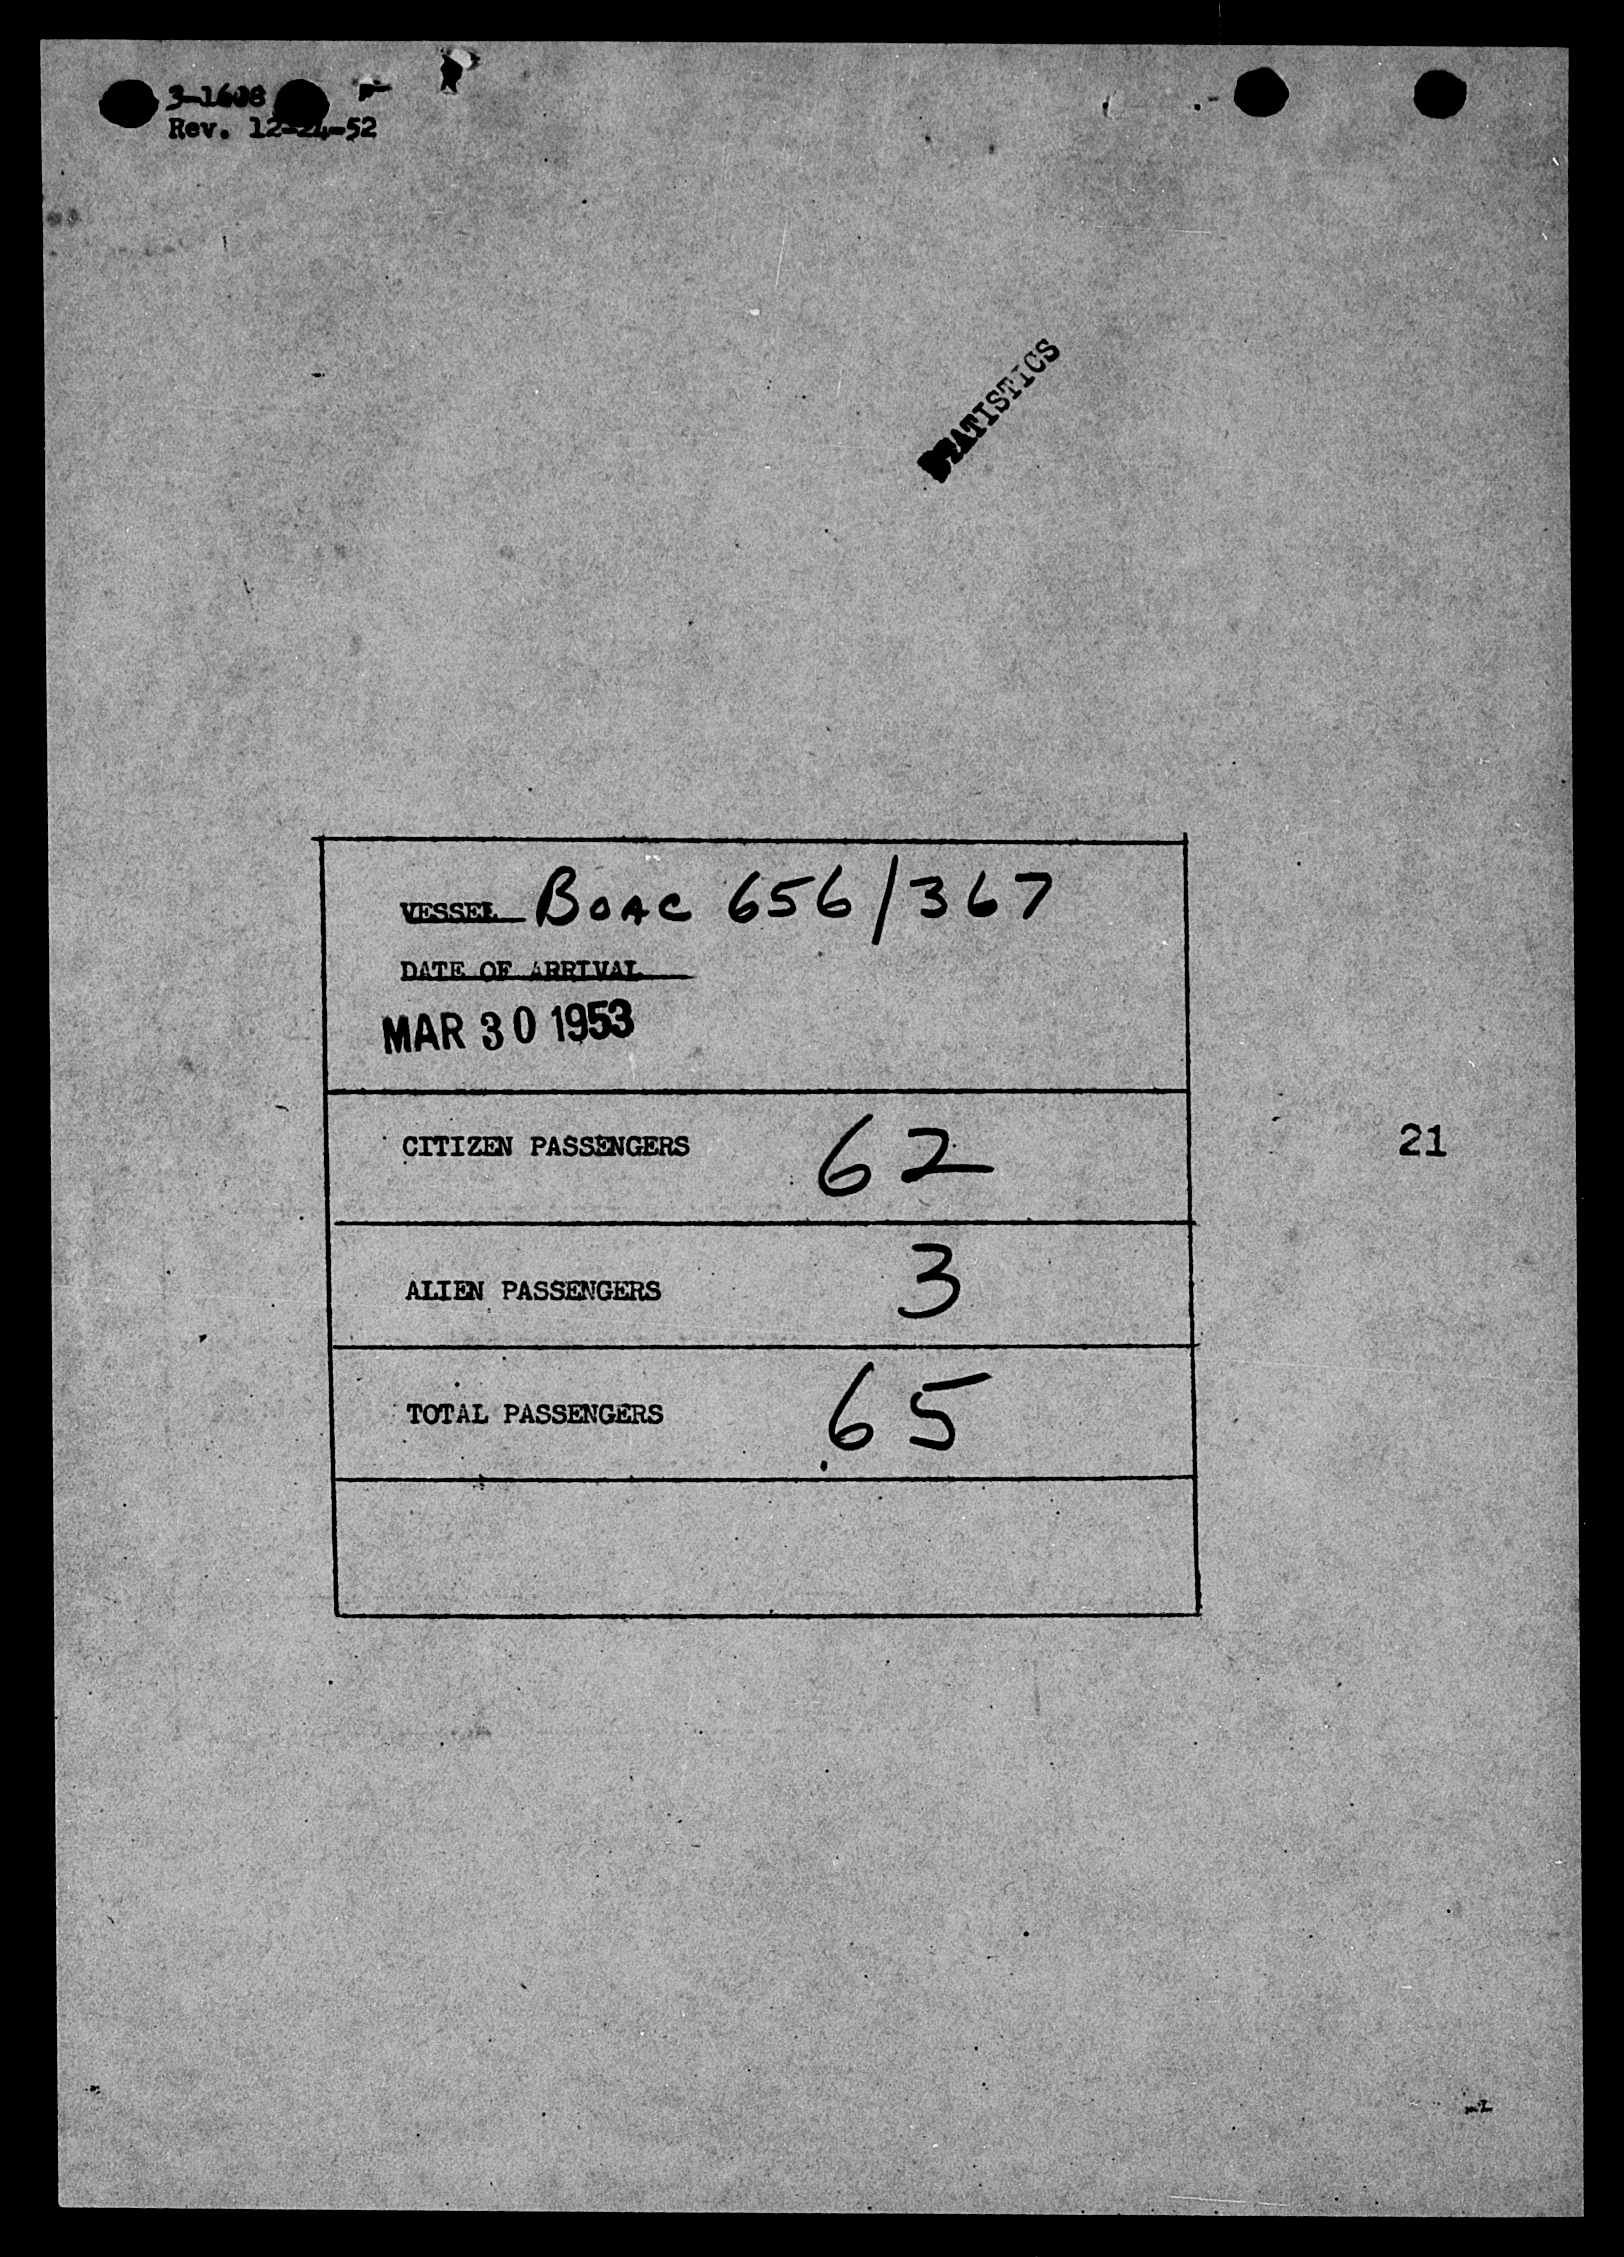 3-1608
Rev. 12-24-52
STATISTICS
VESSEL BOAC 656/367
DATE OF ARRIVAL
MAR 30 1953
CITIZEN PASSENGERS 62
21
ALIEN PASSENGERS 3
TOTAL PASSENGERS 65